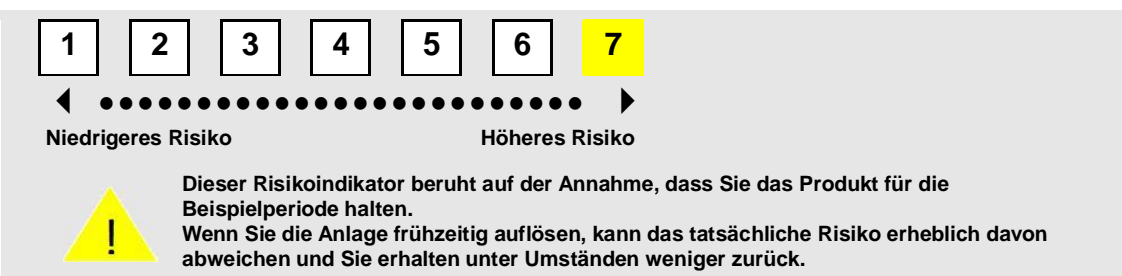 1 2 3 4 5 6 7
Niedrigeres Risiko Höheres Risiko
Dieser Risikoindikator beruht auf der Annahme, dass Sie das Produkt für die
Beispielperiode halten.
!
Wenn Sie die Anlage frühzeitig auflösen, kann das tatsächliche Risiko erheblich davon
abweichen und Sie erhalten unter Umständen weniger zurück.